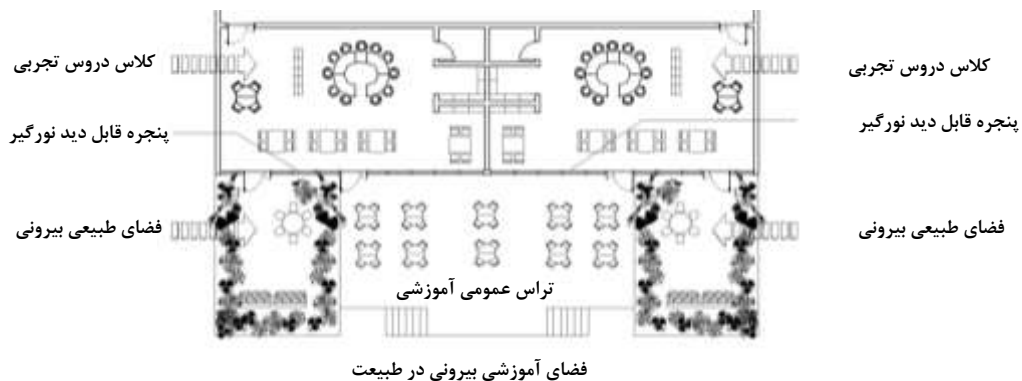 کلاس دروس تجربی
کلاس دروس تجربی
پنجره قابل دید نورگیر
پنجره قابل دید نورگیر
فضای طبیعی بیرونی
فضای طبیعی بیرونی
تراس عمومی آموزشی
فضای آموزشی بیرونی در طبیعت